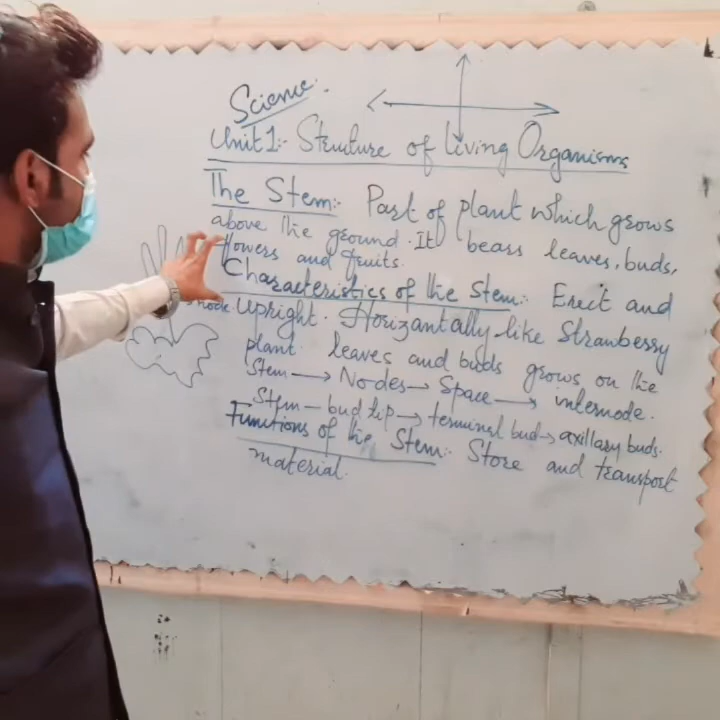 Science:
Unit 1:- Structure of living Organisms
The Stem:- Part of plant which grows
above the ground. It bears leaves, buds,
flowers and fruits.
Characteristics of the Stem:- Erect and
Upright. Horizantally like Stranberry
plant. leaves and buds grows on the
Stem → Nodes → Space → internode.
Stem - bud tip → terminal bud → axillary buds.
Functions of the Stem:- Store and transport
material.
node